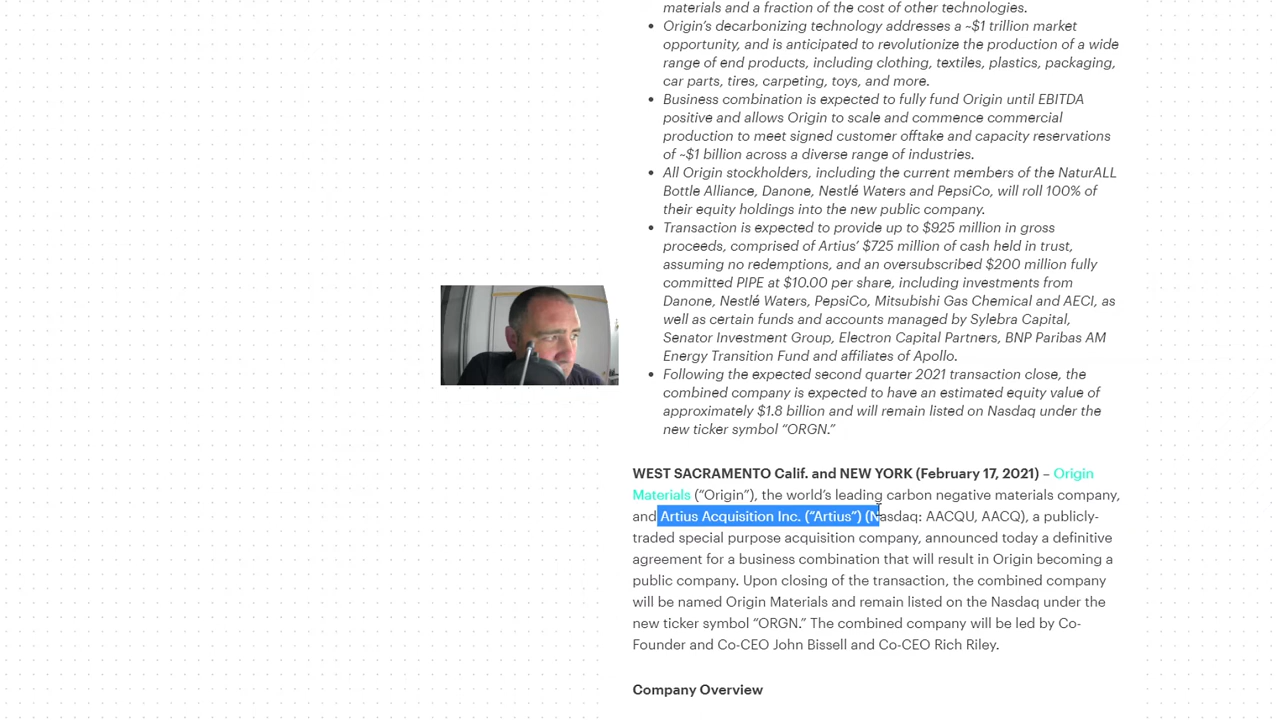 materials and a fraction of the cost of other technologies.
• Origin's decarbonizing technology addresses a ~$1 trillion market
opportunity, and is anticipated to revolutionize the production of a wide
range of end products, including clothing, textiles, plastics, packaging,
car parts, tires, carpeting, toys, and more.
• Business combination is expected to fully fund Origin until EBITDA
positive and allows Origin to scale and commence commercial
production to meet signed customer offtake and capacity reservations
of ~$1 billion across a diverse range of industries.
• All Origin stockholders, including the current members of the NaturALL
Bottle Alliance, Danone, Nestlé Waters and PepsiCo, will roll 100% of
their equity holdings into the new public company.
• Transaction is expected to provide up to $925 million in gross
proceeds, comprised of Artius' $725 million of cash held in trust,
assuming no redemptions, and an oversubscribed $200 million fully
committed PIPE at $10.00 per share, including investments from
Danone, Nestlé Waters, PepsiCo, Mitsubishi Gas Chemical and AECI, as
well as certain funds and accounts managed by Sylebra Capital,
Senator Investment Group, Electron Capital Partners, BNP Paribas AM
Energy Transition Fund and affiliates of Apollo.
• Following the expected second quarter 2021 transaction close, the
combined company is expected to have an estimated equity value of
approximately $1.8 billion and will remain listed on Nasdaq under the
new ticker symbol “ORGN.”
WEST SACRAMENTO Calif. and NEW YORK (February 17, 2021) – Origin
Materials (“Origin”), the world's leading carbon negative materials company,
and Artius Acquisition Inc. (“Artius”) (Nasdaq: AACQU, AACQ), a publicly-
traded special purpose acquisition company, announced today a definitive
agreement for a business combination that will result in Origin becoming a
public company. Upon closing of the transaction, the combined company
will be named Origin Materials and remain listed on the Nasdaq under the
new ticker symbol “ORGN.” The combined company will be led by Co-
Founder and Co-CEO John Bissell and Co-CEO Rich Riley.
Company Overview